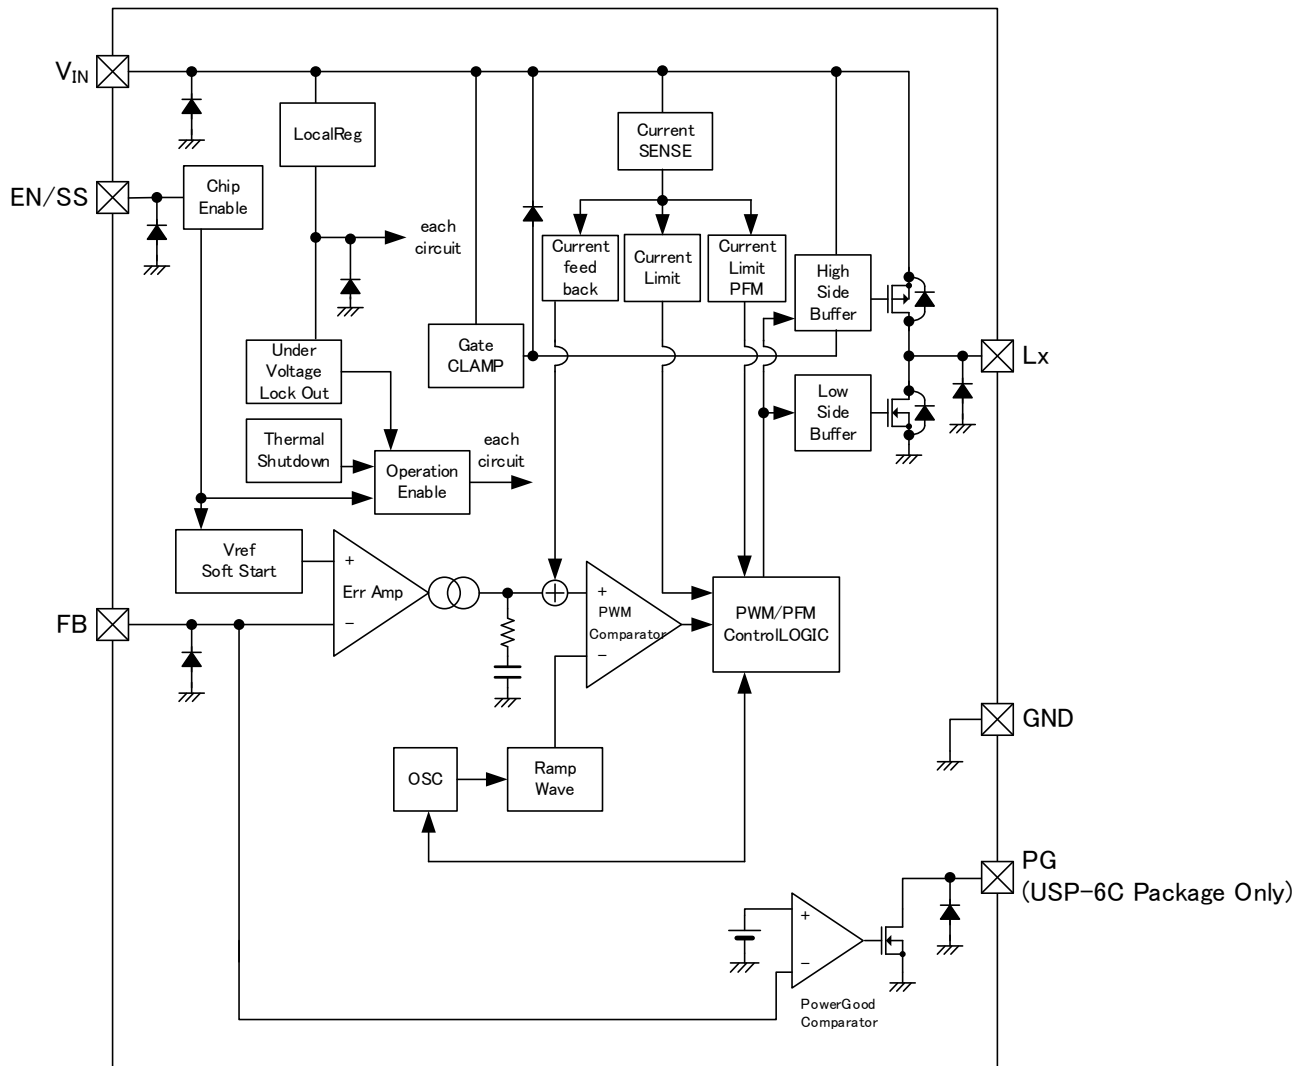 VIN
LocalReg
Current
SENSE
EN/SS
Chip
Enable
each
circuit
Current
feed
back
Current
Limit
Current
Limit
PFM
High
Side
Buffer
Under
Voltage
Lock Out
Gate
CLAMP
Lx
Low
Side
Buffer
Thermal
Shutdown
Operation
Enable
each
circuit
Vref
Soft Start
+
Err Amp
−
+
PWM
Comparator
−
PWM/PFM
ControlLOGIC
FB
GND
OSC
Ramp
Wave
PG
(USP-6C Package Only)
+
−
PowerGood
Comparator